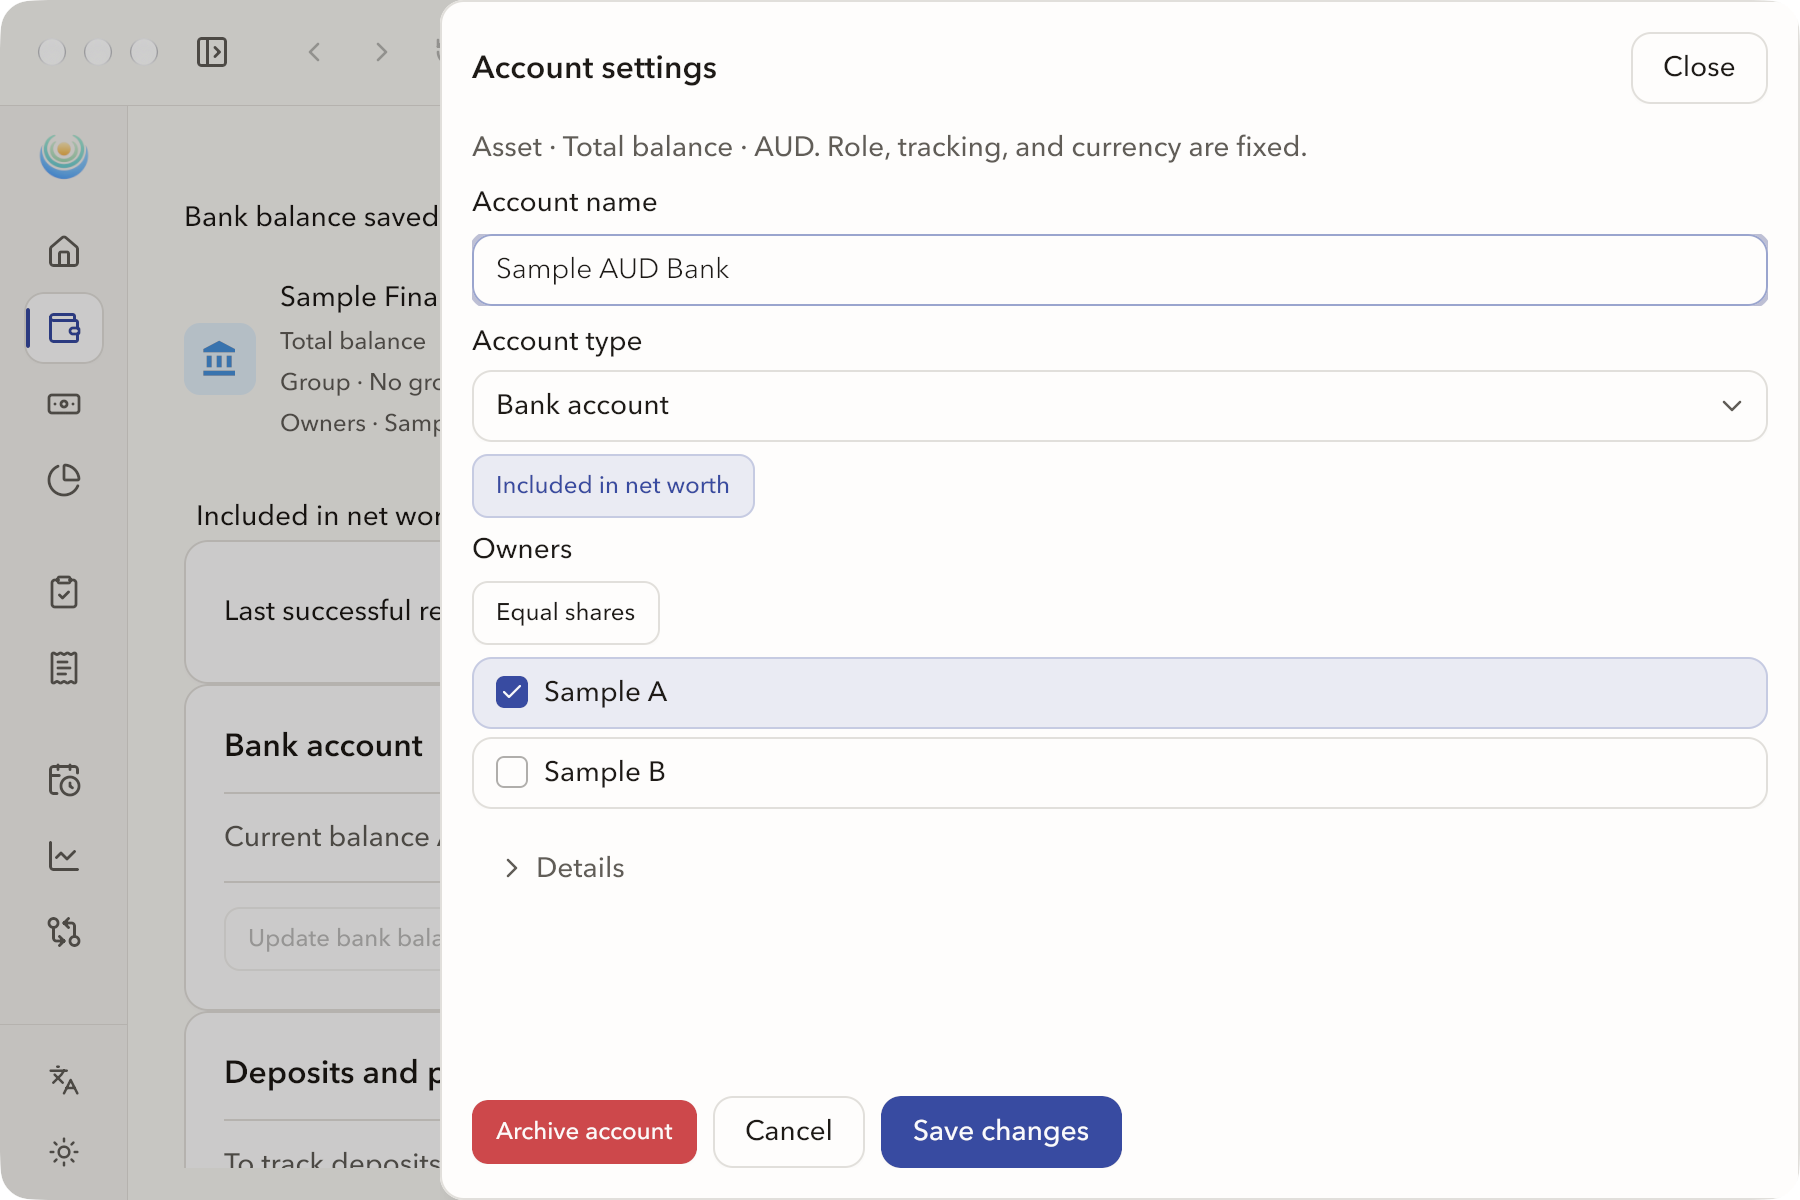 Account settings
Close
Asset · Total balance · AUD. Role, tracking, and currency are fixed.
Account name
Sample AUD Bank
Account type
Bank account
Included in net worth
Owners
Equal shares
Sample A
Sample B
Details
Archive account
Cancel
Save changes
Bank balance saved
Sample Fina
Total balance
Group · No gro
Owners · Samp
Included in net wor
Last successful re
Bank account
Current balance
Update bank bala
Deposits and p
To track deposits